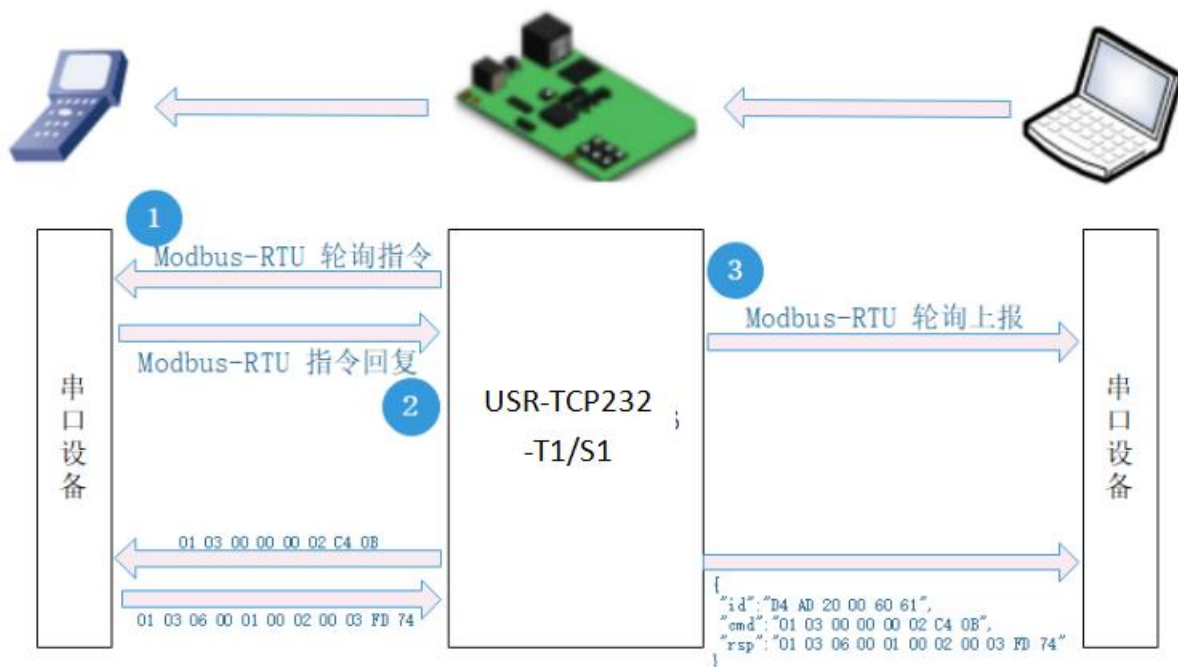 1
Modbus-RTU 轮询指令
3
Modbus-RTU 轮询上报
Modbus-RTU 指令回复
2
串口设备
USR-TCP232
-T1/S1
串口设备
01 03 00 00 00 02 C4 0B
01 03 06 00 01 00 02 00 03 FD 74
{
"id":"D4 AD 20 00 60 61",
"cmd":"01 03 00 00 00 02 C4 0B",
"rsp":"01 03 06 00 01 00 02 00 03 FD 74"
}